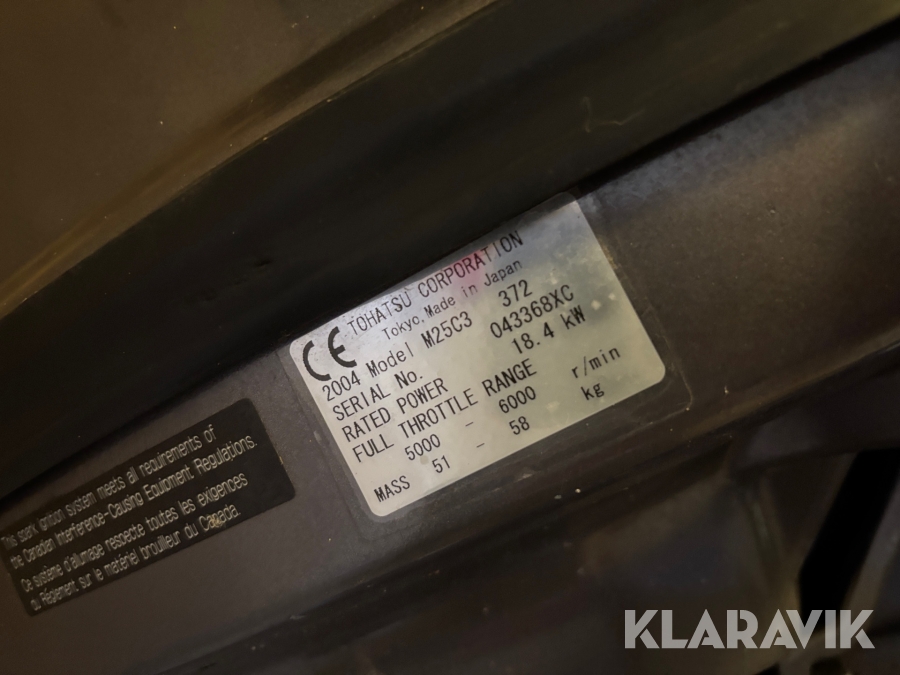 CE TOHATSU CORPORATION
Tokyo, Made in Japan
2004 Model M25C3 372
SERIAL No. 043368XC
RATED POWER 18.4 kW
FULL THROTTLE RANGE
5000 - 6000 r/min
MASS 51 - 58 kg
This spark ignition system meets all requirements of
the Canadian Interference-Causing Equipment Regulations.
Ce système d'allumage respecte toutes les exigences
du Règlement sur le matériel brouilleur du Canada.
KLARAVIK